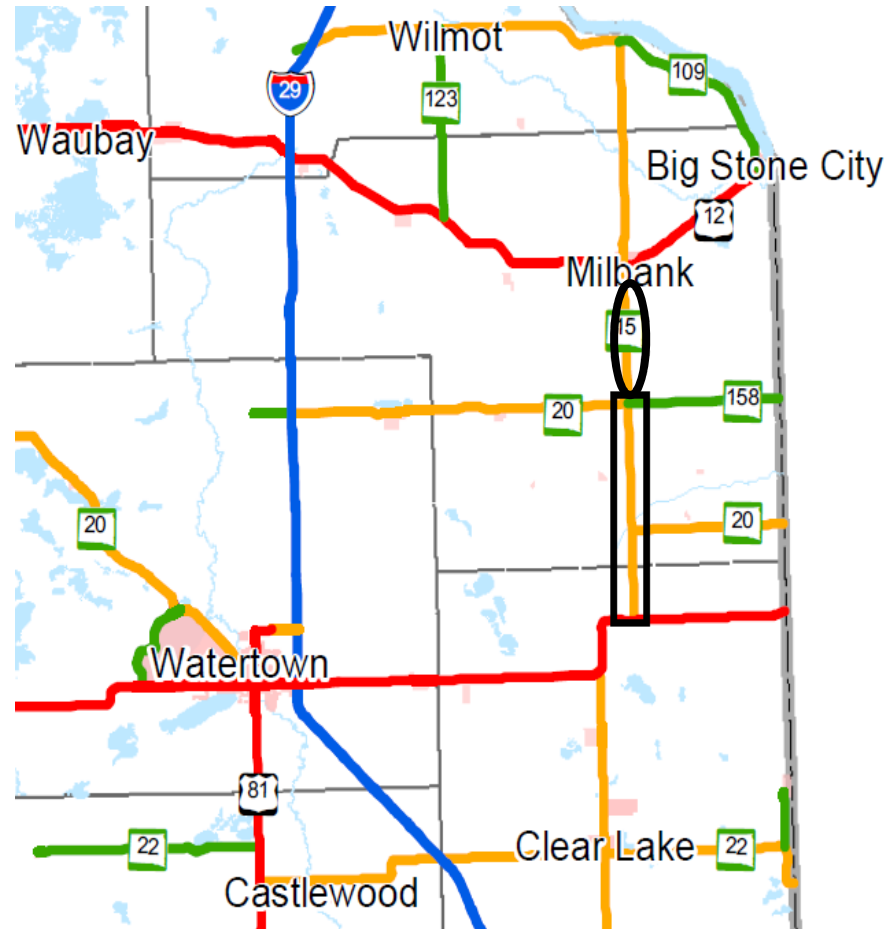 Wilmot
29
109
123
Waubay
Big Stone City
12
Milbank
15
20
158
20
20
Watertown
81
22
Clear Lake
22
Castlewood